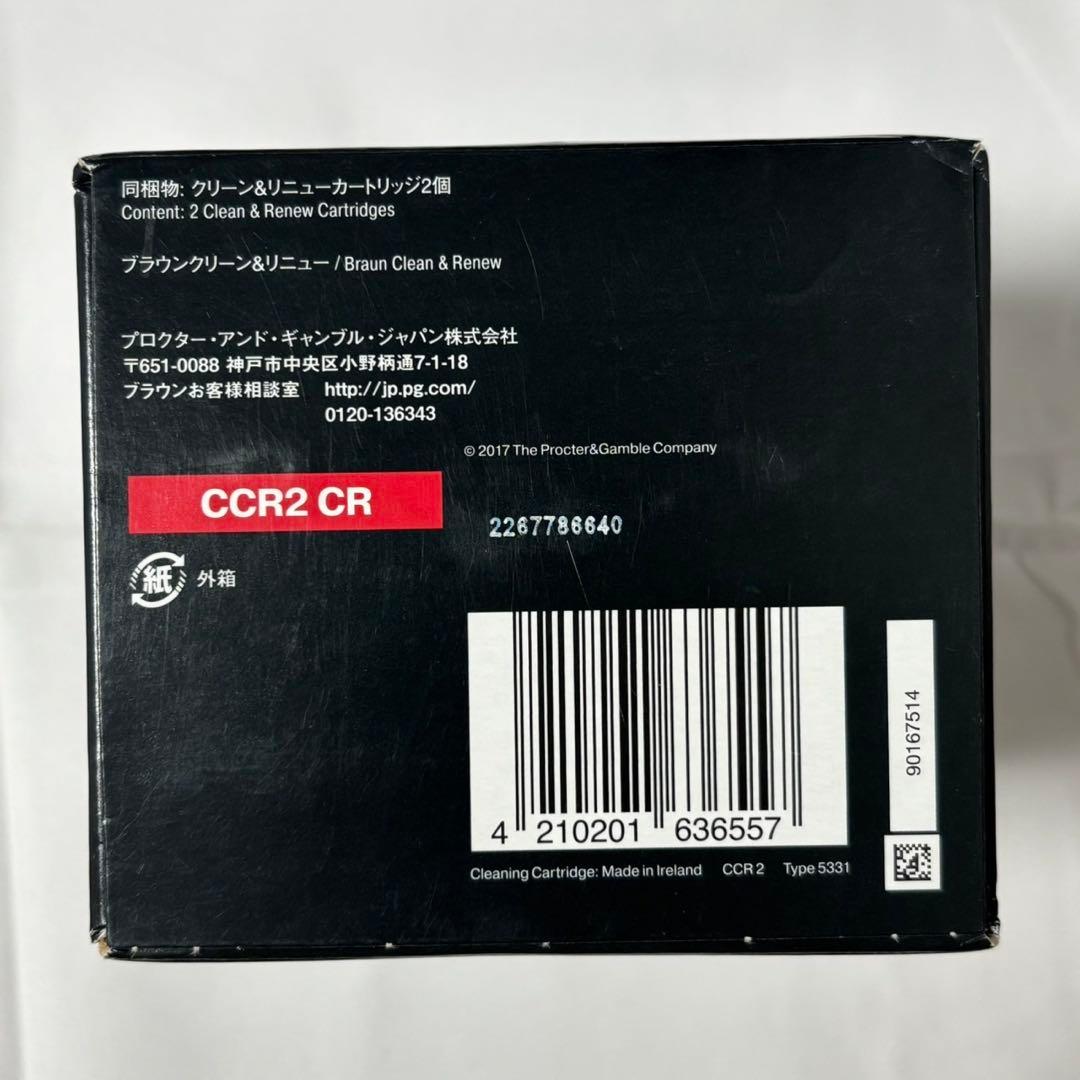 同梱物: クリーン&リニューカートリッジ2個
Content: 2 Clean & Renew Cartridges
ブラウンクリーン&リニュー / Braun Clean & Renew
プロクター・アンド・ギャンブル・ジャパン株式会社
〒651-0088 神戸市中央区小野柄通7-1-18
ブラウンお客様相談室 http://jp.pg.com/
0120-136343
© 2017 The Procter&Gamble Company
CCR2 CR
2267786640
紙 外箱
90167514
4 210201 636557
Cleaning Cartridge: Made in Ireland CCR 2 Type 5331